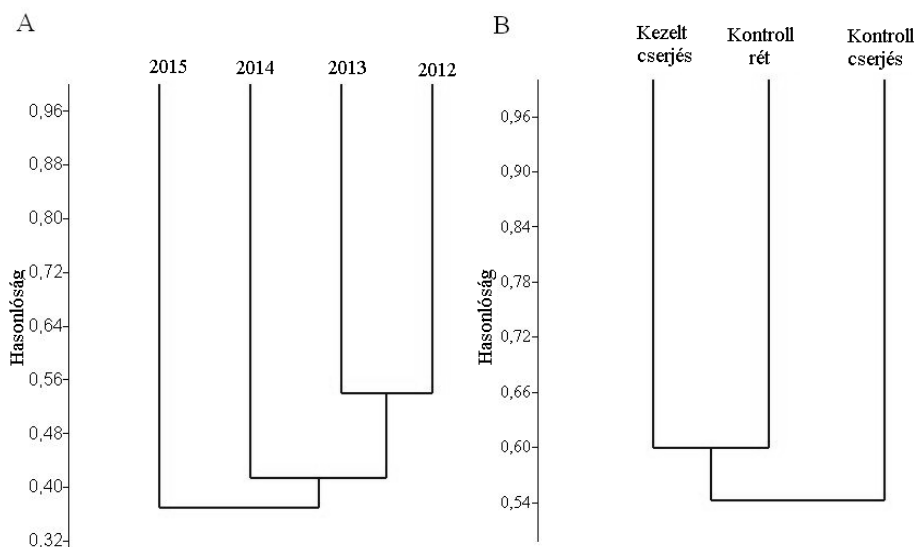 A
2015 2014 2013 2012
0,96
0,88
0,80
0,72
0,64
0,56
0,48
0,40
0,32
Hasonlóság
B
Kezelt cserjés
Kontroll rét
Kontroll cserjés
0,96
0,90
0,84
0,78
0,72
0,66
0,60
0,54
Hasonlóság